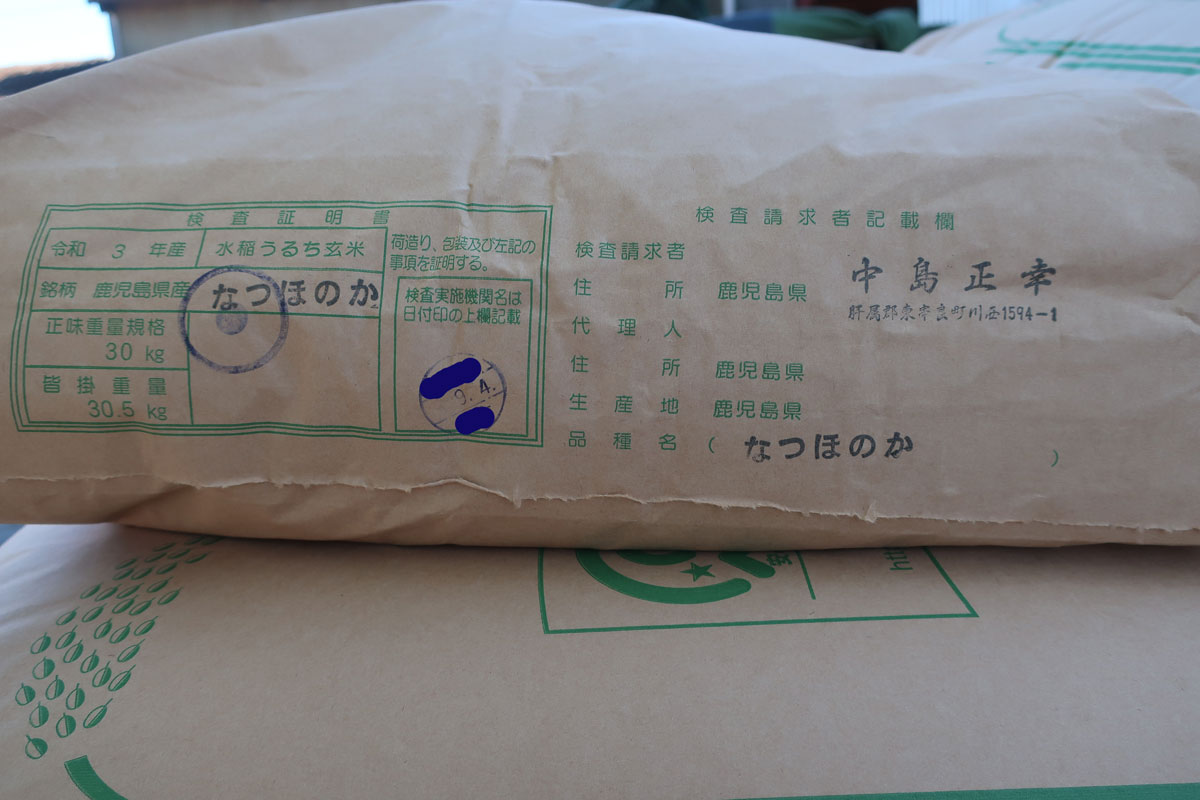 検査証明書
令和 3 年産 水稲うるち玄米
銘柄 鹿児島県産 なつほのか
正味重量規格
30 kg
皆掛重量
30.5 kg
荷造り、包装及び左記の
事項を証明する。
検査実施機関名は
日付印の上欄記載
9.4.
検査請求者記載欄
検査請求者 中島正幸
住所 鹿児島県 肝属郡東串良町川西1594-1
代理人
住所 鹿児島県
生産地 鹿児島県
品種名 ( なつほのか )
htt